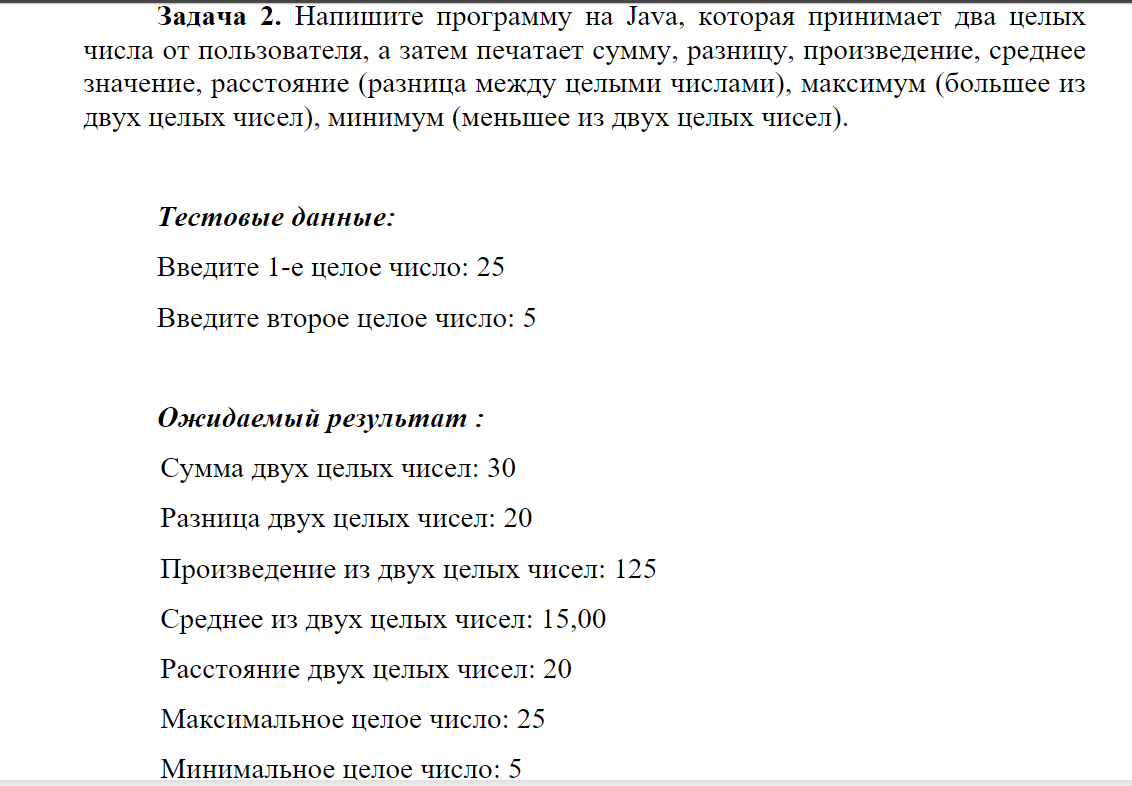 Задача 2. Напишите программу на Java, которая принимает два целых
числа от пользователя, а затем печатает сумму, разницу, произведение, среднее
значение, расстояние (разница между целыми числами), максимум (большее из
двух целых чисел), минимум (меньшее из двух целых чисел).
Тестовые данные:
Введите 1-е целое число: 25
Введите второе целое число: 5
Ожидаемый результат :
Сумма двух целых чисел: 30
Разница двух целых чисел: 20
Произведение из двух целых чисел: 125
Среднее из двух целых чисел: 15,00
Расстояние двух целых чисел: 20
Максимальное целое число: 25
Минимальное целое число: 5